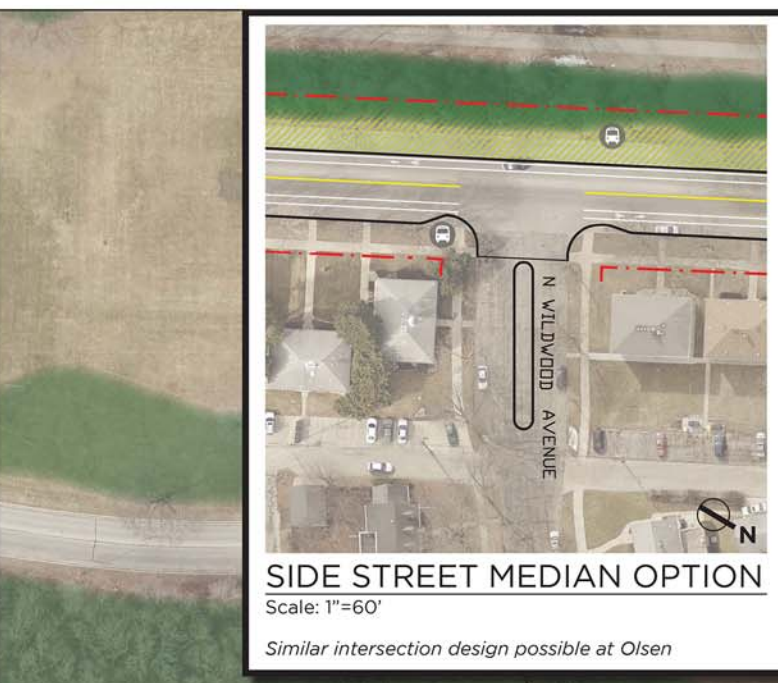 N WILDWOOD AVENUE
N
SIDE STREET MEDIAN OPTION
Scale: 1"=60'
Similar intersection design possible at Olsen